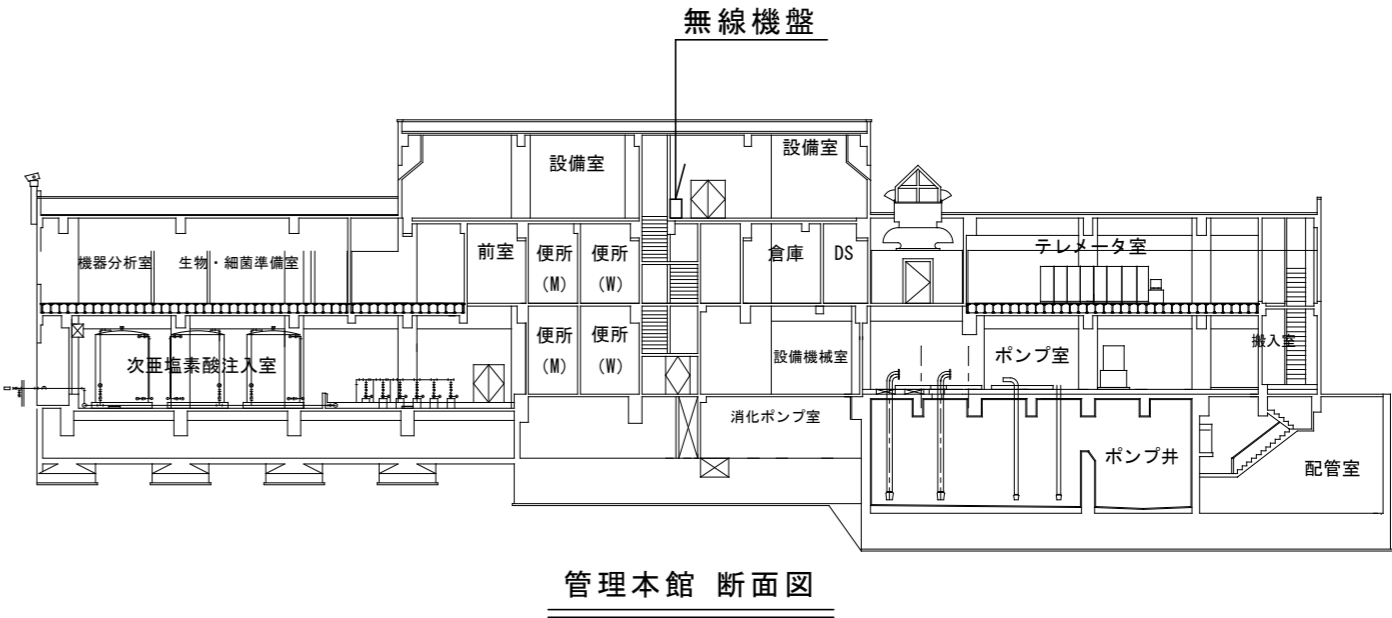 無線機盤
設備室
設備室
機器分析室
生物・細菌準備室
前室
便所
(M)
便所
(W)
倉庫
DS
テレメータ室
次亜塩素酸注入室
便所
(M)
便所
(W)
設備機械室
ポンプ室
搬入室
消化ポンプ室
ポンプ井
配管室
管理本館 断面図